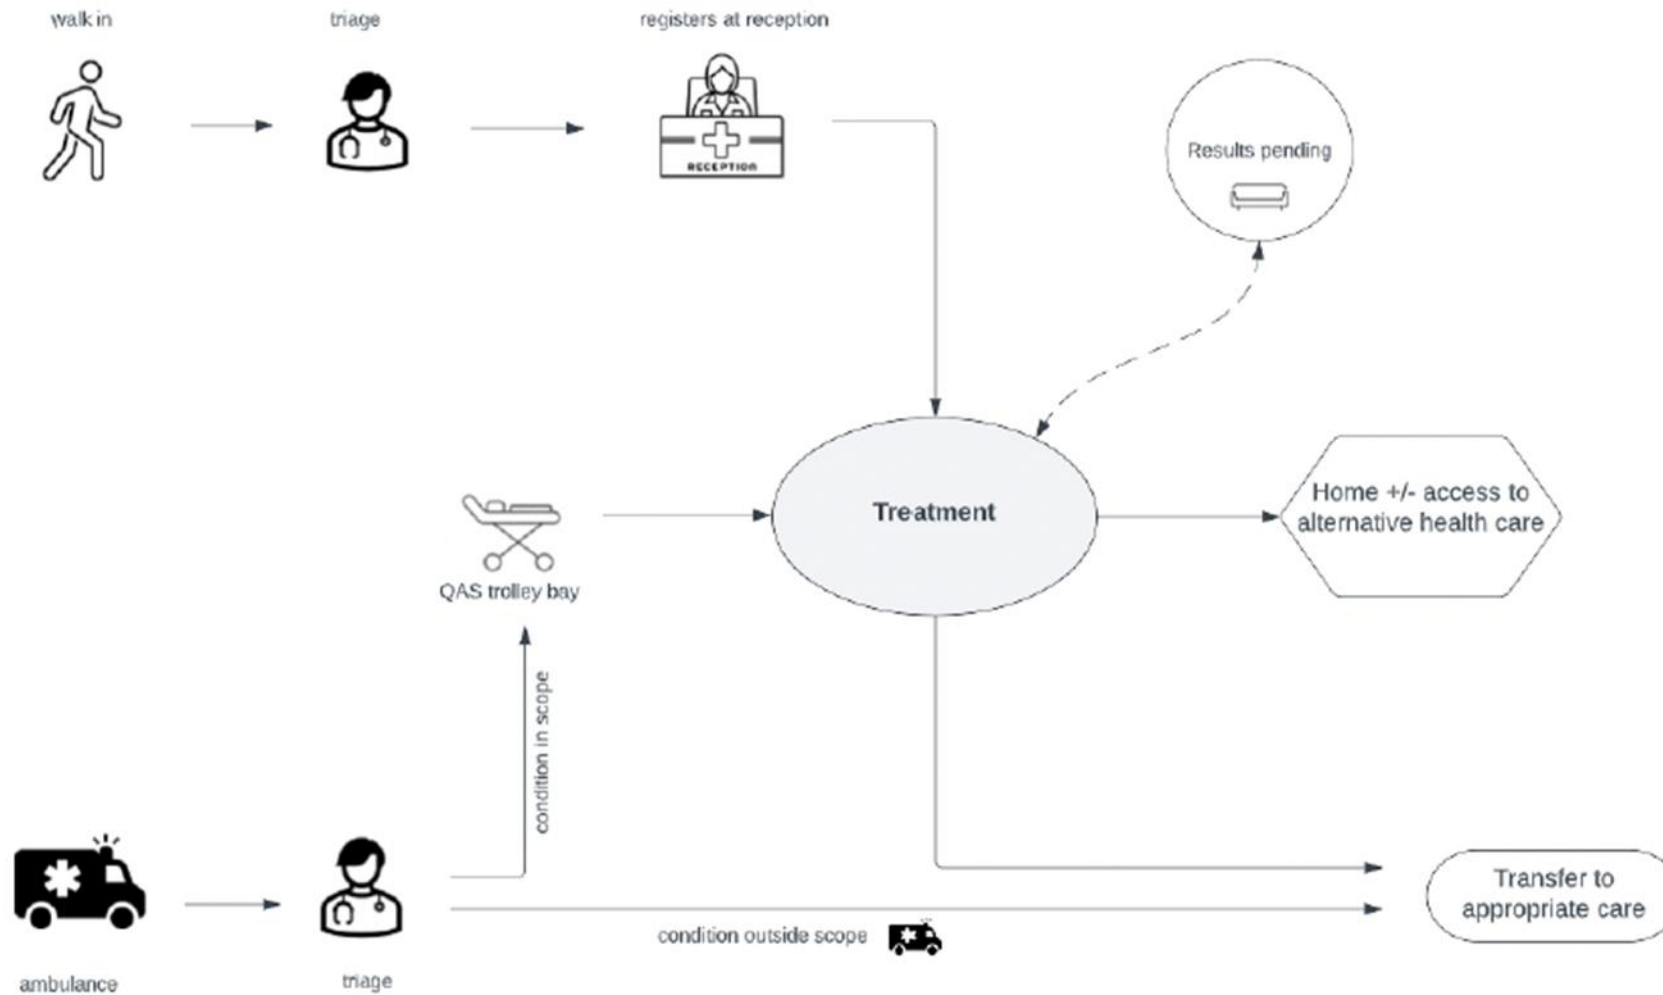 walk in
triage
registers at reception
RECEPTION
Results pending
Treatment
Home +/- access to
alternative health care
QAS trolley bay
condition in scope
Transfer to
appropriate care
condition outside scope
ambulance
triage